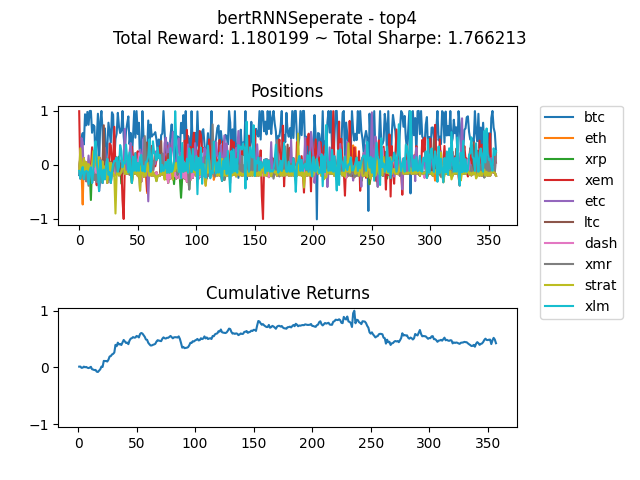 bertRNNSeperate - top4
Total Reward: 1.180199 ~ Total Sharpe: 1.766213
Positions
1
0
−1
0 50 100 150 200 250 300 350
btc
eth
xrp
xem
etc
ltc
dash
xmr
strat
xlm
Cumulative Returns
1
0
−1
0 50 100 150 200 250 300 350